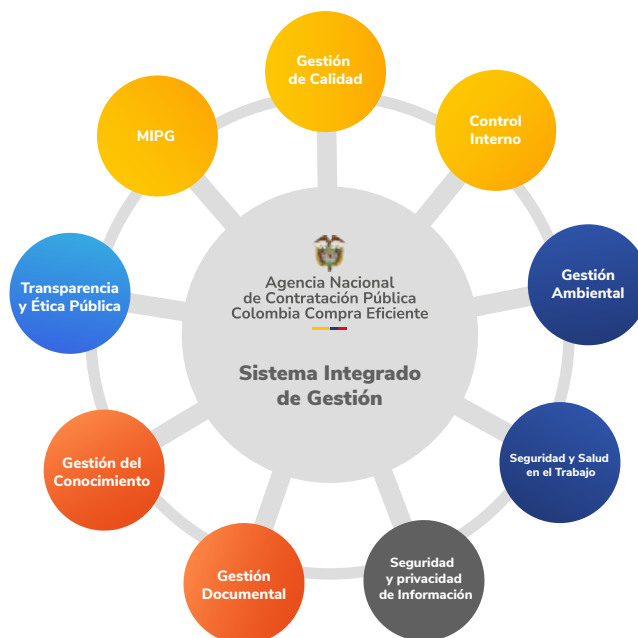 Gestión
de Calidad
Control
Interno
MIPG
Gestión
Ambiental
Transparencia
y Ética Pública
Agencia Nacional
de Contratación Pública
Colombia Compra Eficiente
Sistema Integrado
de Gestión
Seguridad y Salud
en el Trabajo
Gestión del
Conocimiento
Seguridad
y privacidad
de Información
Gestión
Documental